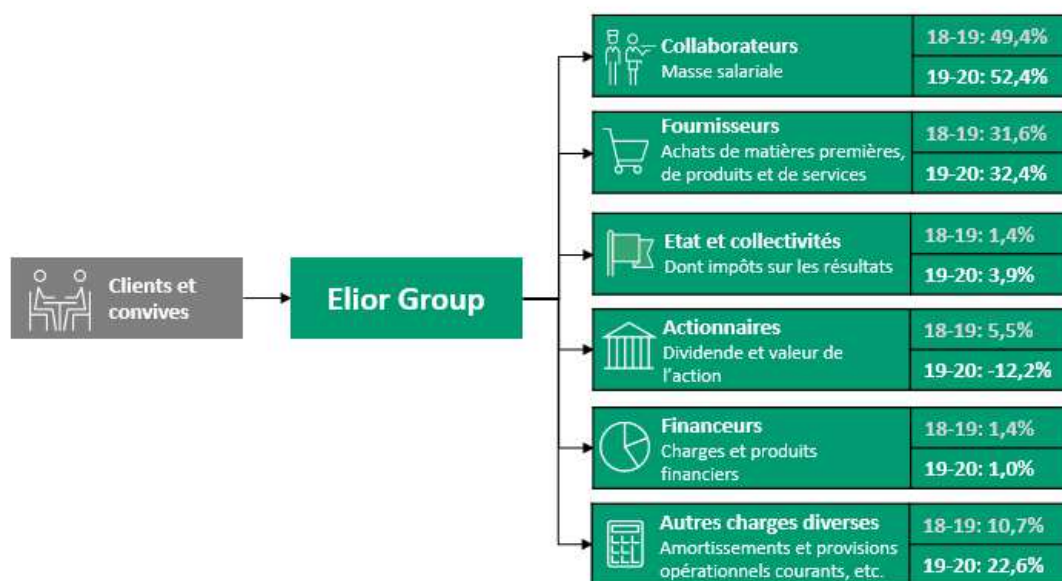 Clients et
convives
Elior Group
Collaborateurs
Masse salariale
18-19: 49,4%
19-20: 52,4%
Fournisseurs
Achats de matières premières,
de produits et de services
18-19: 31,6%
19-20: 32,4%
Etat et collectivités
Dont impôts sur les résultats
18-19: 1,4%
19-20: 3,9%
Actionnaires
Dividende et valeur de
l'action
18-19: 5,5%
19-20: -12,2%
Financeurs
Charges et produits
financiers
18-19: 1,4%
19-20: 1,0%
Autres charges diverses
Amortissements et provisions
opérationnels courants, etc.
18-19: 10,7%
19-20: 22,6%